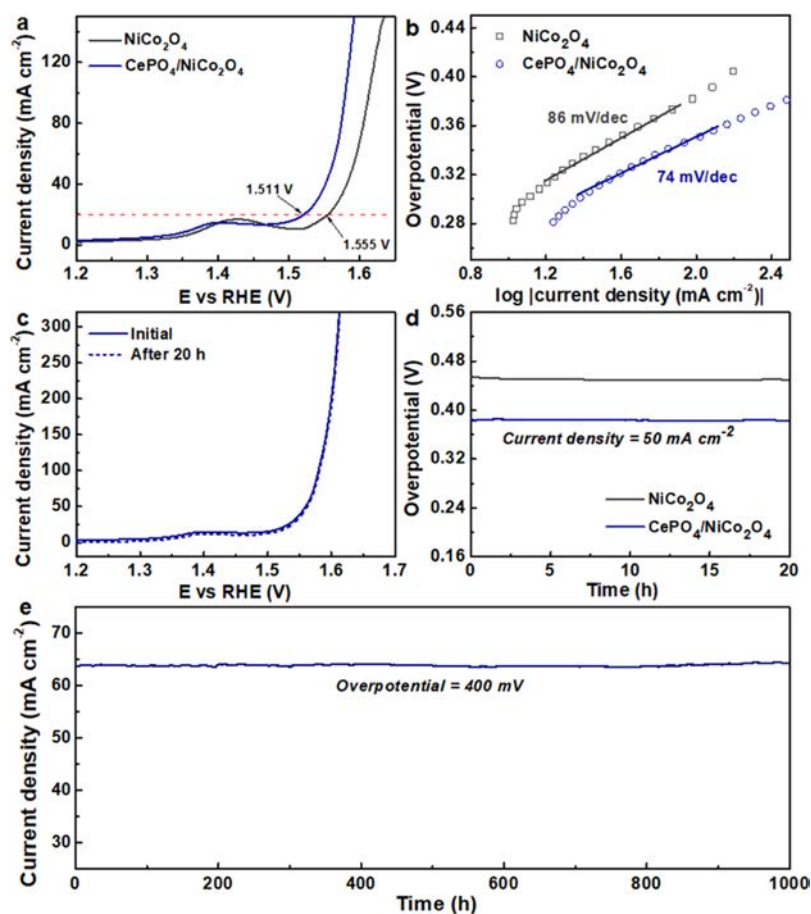 a
Current density (mA cm⁻²)
160
120
80
40
0
NiCo₂O₄
CePO₄/NiCo₂O₄
1.511 V
1.555 V
1.2 1.3 1.4 1.5 1.6
E vs RHE (V)
b
Overpotential (V)
0.44
0.40
0.36
0.32
0.28
NiCo₂O₄
CePO₄/NiCo₂O₄
86 mV/dec
74 mV/dec
0.8 1.2 1.6 2.0 2.4
log |current density (mA cm⁻²)|
c
Current density (mA cm⁻²)
300
250
200
150
100
50
0
Initial
After 20 h
1.2 1.3 1.4 1.5 1.6 1.7
E vs RHE (V)
d
Overpotential (V)
0.56
0.48
0.40
0.32
0.24
0.16
Current density = 50 mA cm⁻²
NiCo₂O₄
CePO₄/NiCo₂O₄
0 5 10 15 20
Time (h)
e
Current density (mA cm⁻²)
70
60
50
40
30
Overpotential = 400 mV
0 200 400 600 800 1000
Time (h)